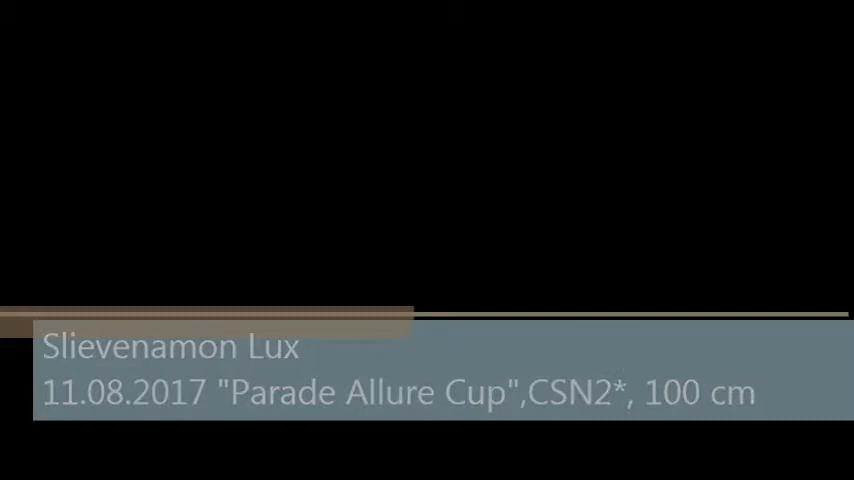 Slievenamon Lux
11.08.2017 "Parade Allure Cup",CSN2*, 100 cm